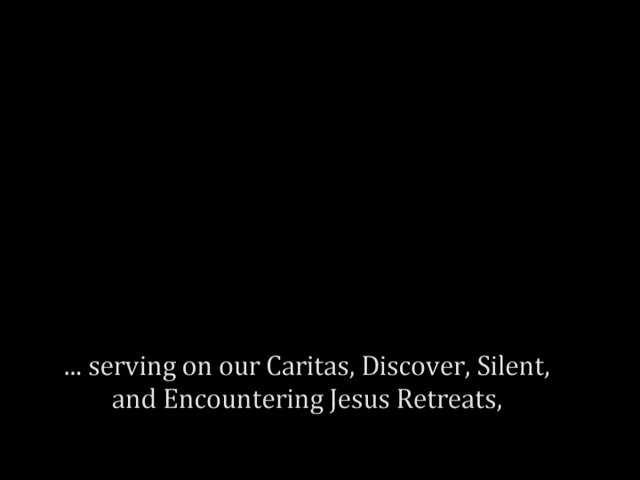 ... serving on our Caritas, Discover, Silent,
and Encountering Jesus Retreats,